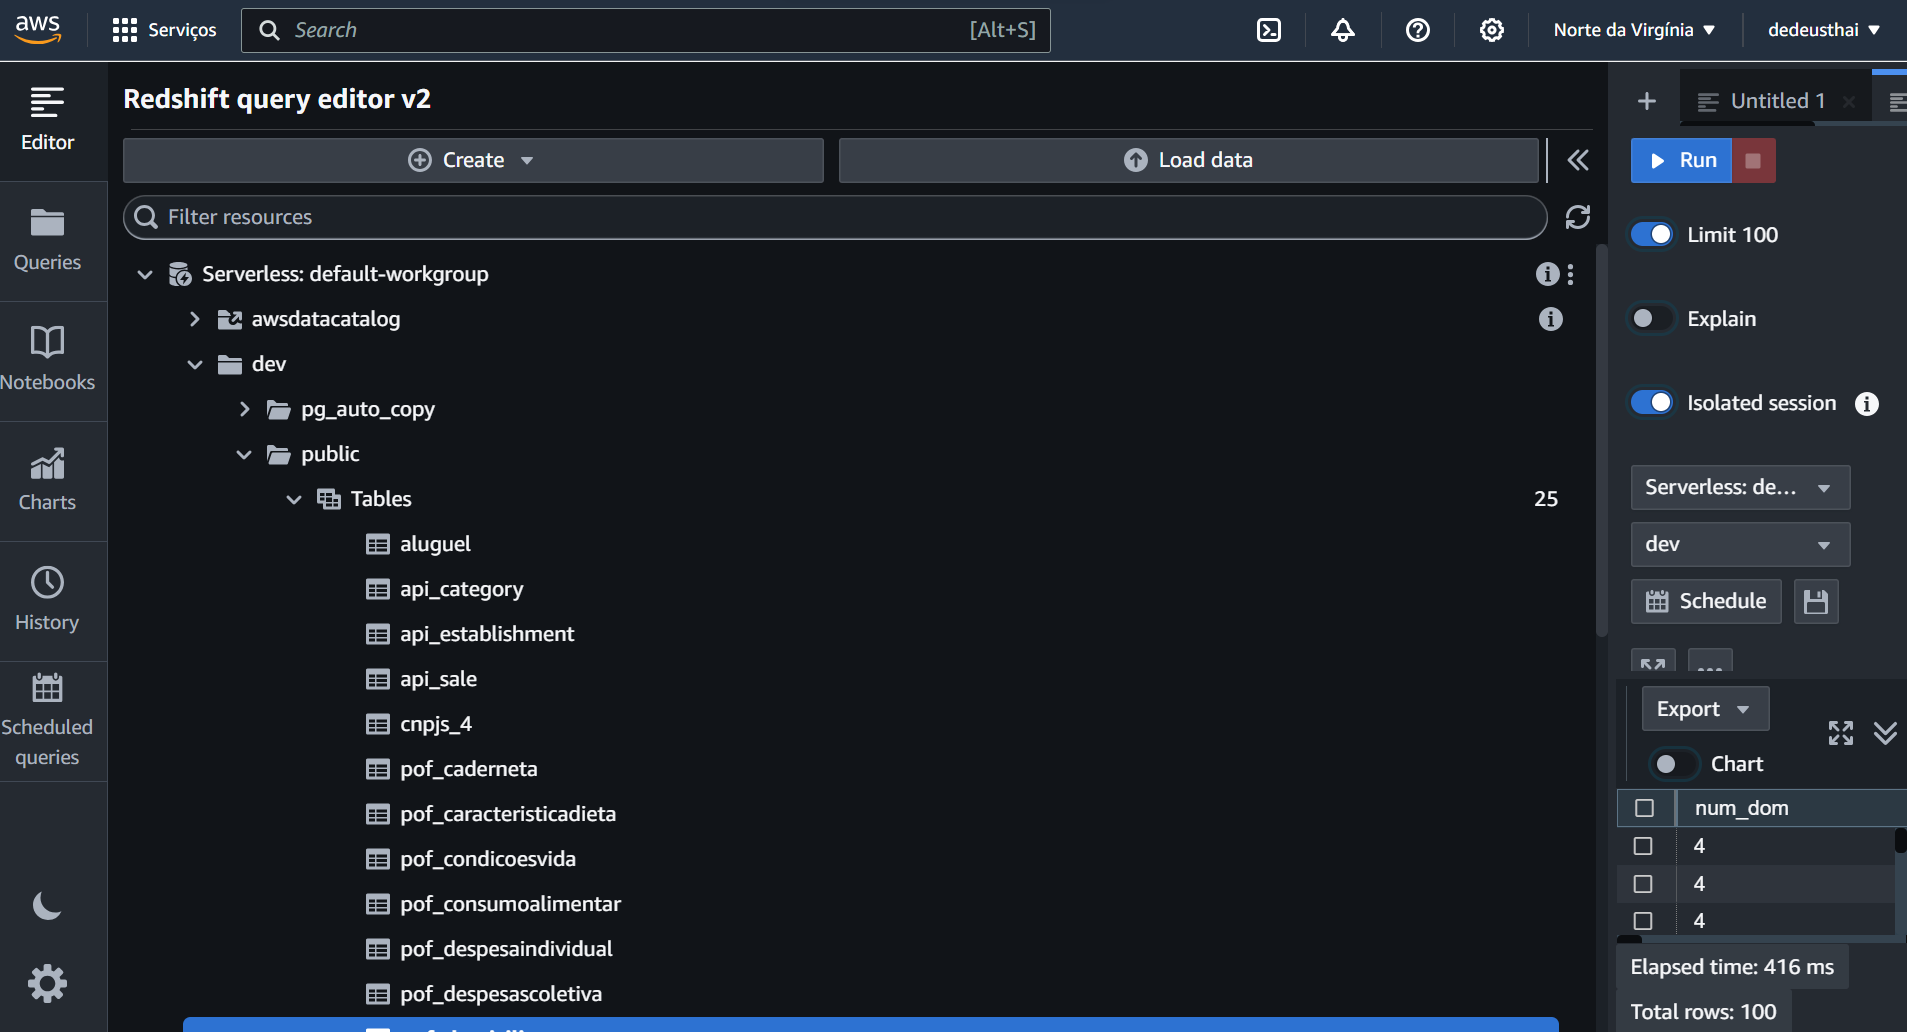 aws
Serviços
Search
[Alt+S]
Norte da Virgínia
dedeusthai
Editor
Queries
Notebooks
Charts
History
Scheduled
queries
Redshift query editor v2
Create
Load data
Filter resources
Serverless: default-workgroup
awsdatacatalog
dev
pg_auto_copy
public
Tables
25
aluguel
api_category
api_establishment
api_sale
cnpjs_4
pof_caderneta
pof_caracteristicadieta
pof_condicoesvida
pof_consumoalimentar
pof_despesaindividual
pof_despesascoletiva
Untitled 1
Run
Limit 100
Explain
Isolated session
Serverless: de...
dev
Schedule
Export
Chart
num_dom
4
4
4
Elapsed time: 416 ms
Total rows: 100